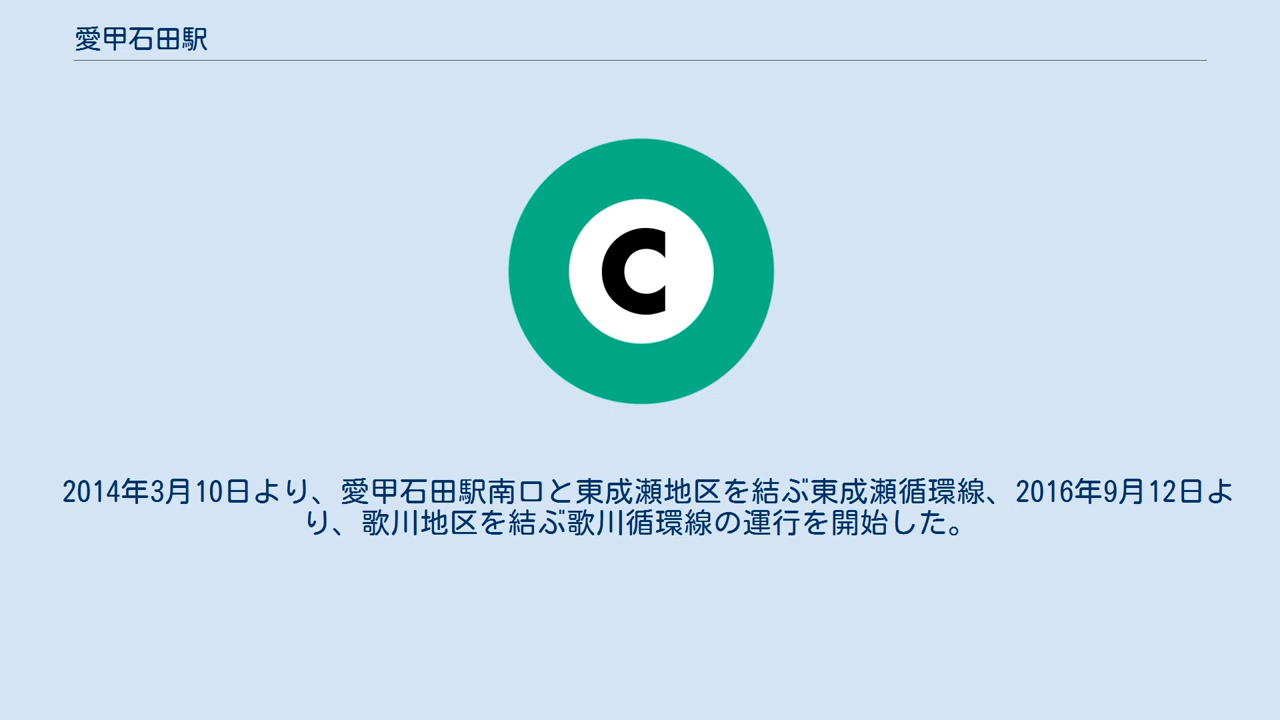 愛甲石田駅
C
2014年3月10日より、愛甲石田駅南口と東成瀬地区を結ぶ東成瀬循環線、2016年9月12日よ
り、歌川地区を結ぶ歌川循環線の運行を開始した。